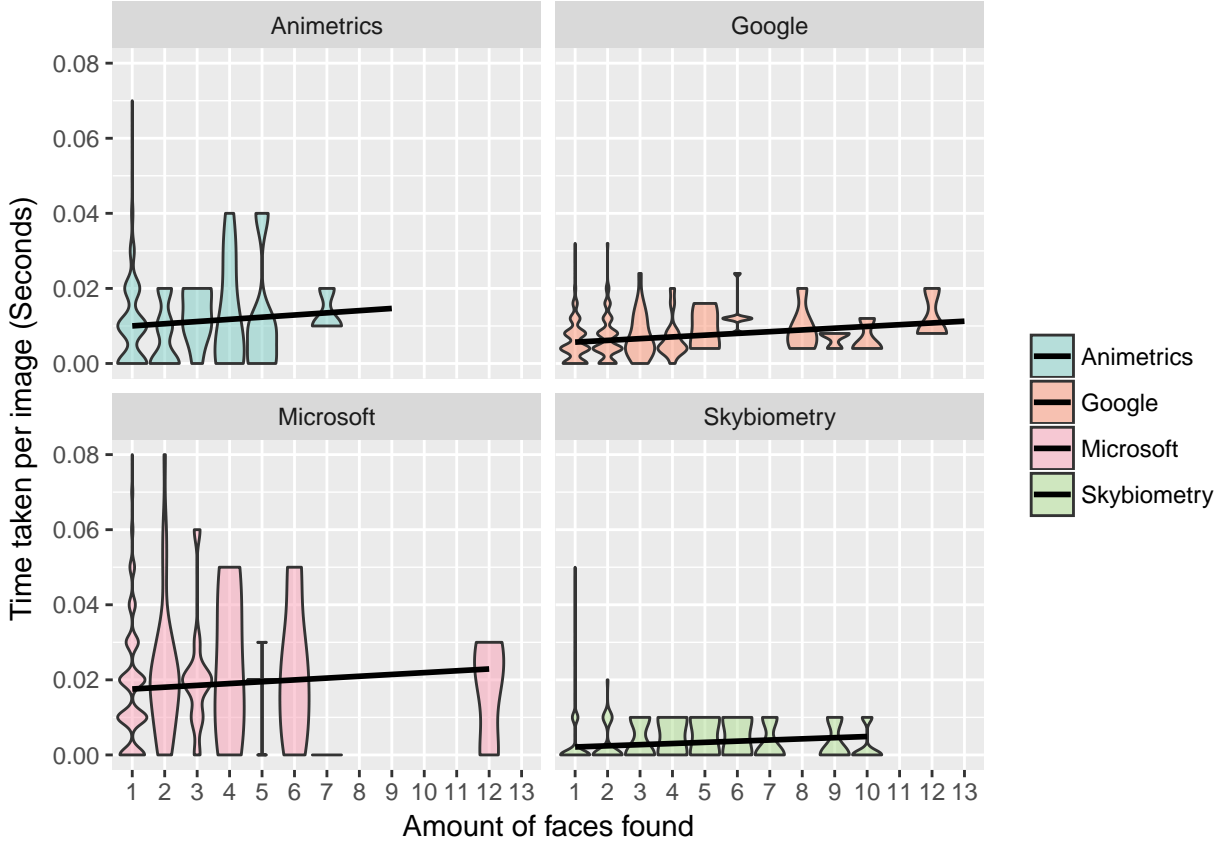 Animetrics
Google
0.08
0.06
0.04
0.02
0.00
Microsoft
Skybiometry
0.08
0.06
0.04
0.02
0.00
1 2 3 4 5 6 7 8 9 10 11 12 13
1 2 3 4 5 6 7 8 9 10 11 12 13
Amount of faces found
Time taken per image (Seconds)
Animetrics
Google
Microsoft
Skybiometry